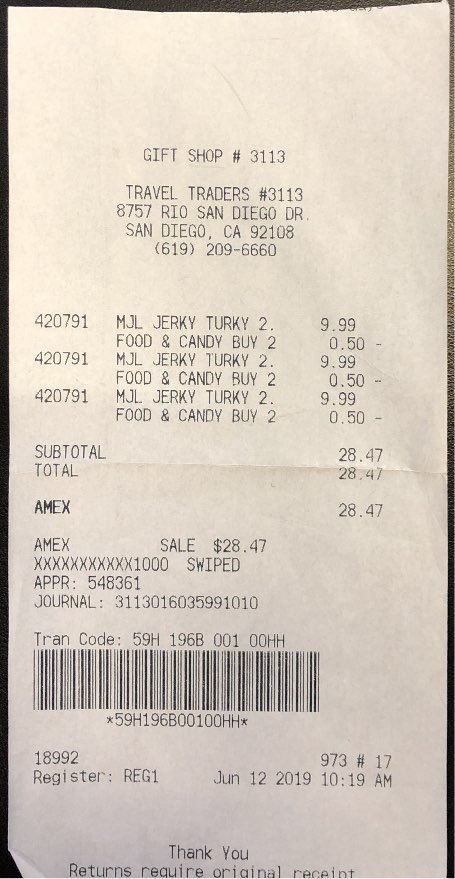 GIFT SHOP # 3113
TRAVEL TRADERS #3113
8757 RIO SAN DIEGO DR.
SAN DIEGO, CA 92108
(619) 209-6660
420791 MJL JERKY TURKY 2. 9.99
FOOD & CANDY BUY 2 0.50 -
420791 MJL JERKY TURKY 2. 9.99
FOOD & CANDY BUY 2 0.50 -
420791 MJL JERKY TURKY 2. 9.99
FOOD & CANDY BUY 2 0.50 -
SUBTOTAL 28.47
TOTAL 28.47
AMEX 28.47
AMEX SALE $28.47
XXXXXXXXXXX1000 SWIPED
APPR: 548361
JOURNAL: 3113016035991010
Tran Code: 59H 196B 001 00HH
*59H196B00100HH*
18992 973 # 17
Register: REG1 Jun 12 2019 10:19 AM
Thank You
Returns require original receipt